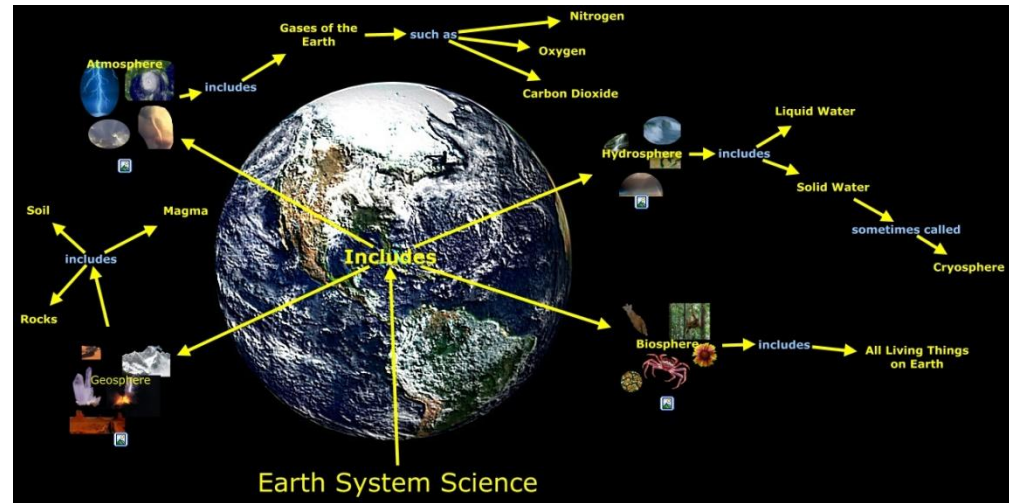 Nitrogen
Gases of the
Earth
such as
Oxygen
Carbon Dioxide
Atmosphere
includes
Liquid Water
Hydrosphere
includes
Solid Water
sometimes called
Cryosphere
Soil
Magma
includes
Rocks
Geosphere
Includes
Biosphere
includes
All Living Things
on Earth
Earth System Science